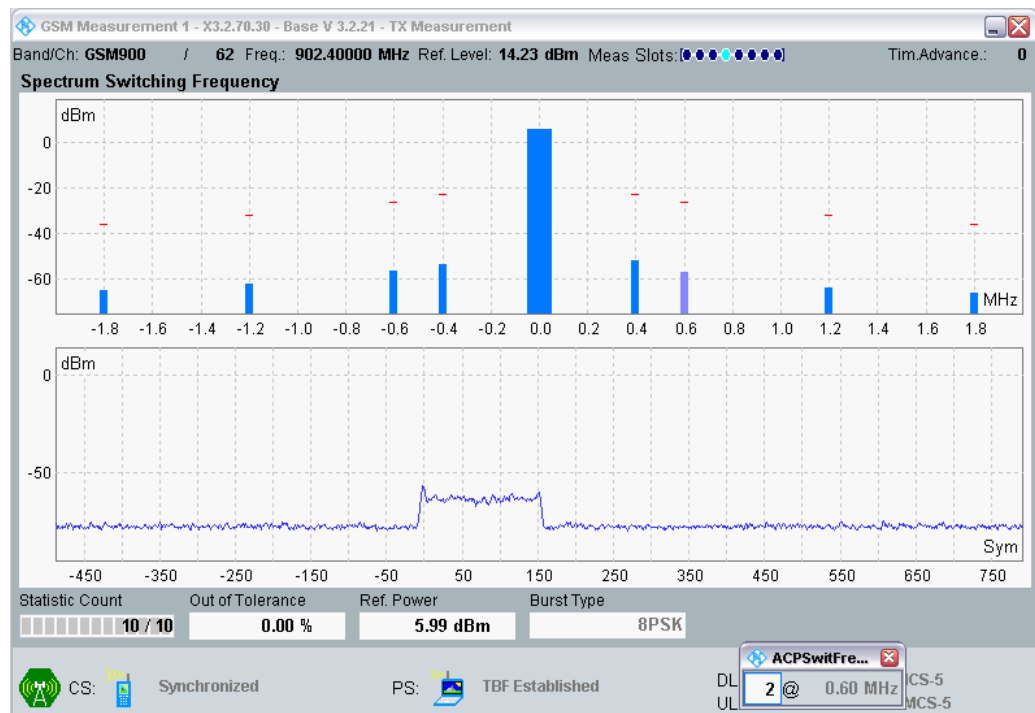 GSM Measurement 1 - X3.2.70.30 - Base V 3.2.21 - TX Measurement
Band/Ch: GSM900 / 62 Freq.: 902.40000 MHz Ref. Level: 14.23 dBm Meas Slots: Tim.Advance.: 0
Spectrum Switching Frequency
dBm
0
-20
-40
-60
MHz
-1.8 -1.6 -1.4 -1.2 -1.0 -0.8 -0.6 -0.4 -0.2 0.0 0.2 0.4 0.6 0.8 1.0 1.2 1.4 1.6 1.8
dBm
0
-50
Sym
-450 -350 -250 -150 -50 50 150 250 350 450 550 650 750
Statistic Count Out of Tolerance Ref. Power Burst Type
10 / 10 0.00 % 5.99 dBm 8PSK
ACPSwitFre...
CS: Synchronized PS: TBF Established DL CS-5
2 @ 0.60 MHz
UL MCS-5